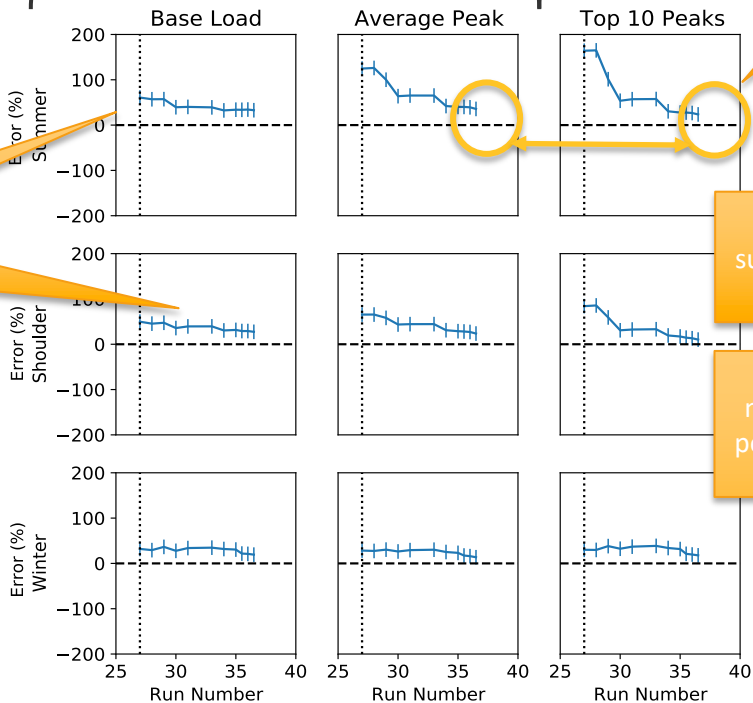 Base Load
Average Peak
Top 10 Peaks
Error (%)
Summer
200
100
0
−100
−200
Error (%)
Shoulder
200
100
0
−100
−200
Error (%)
Winter
200
100
0
−100
−200
25 30 35 40
25 30 35 40
25 30 35 40
Run Number
Run Number
Run Number